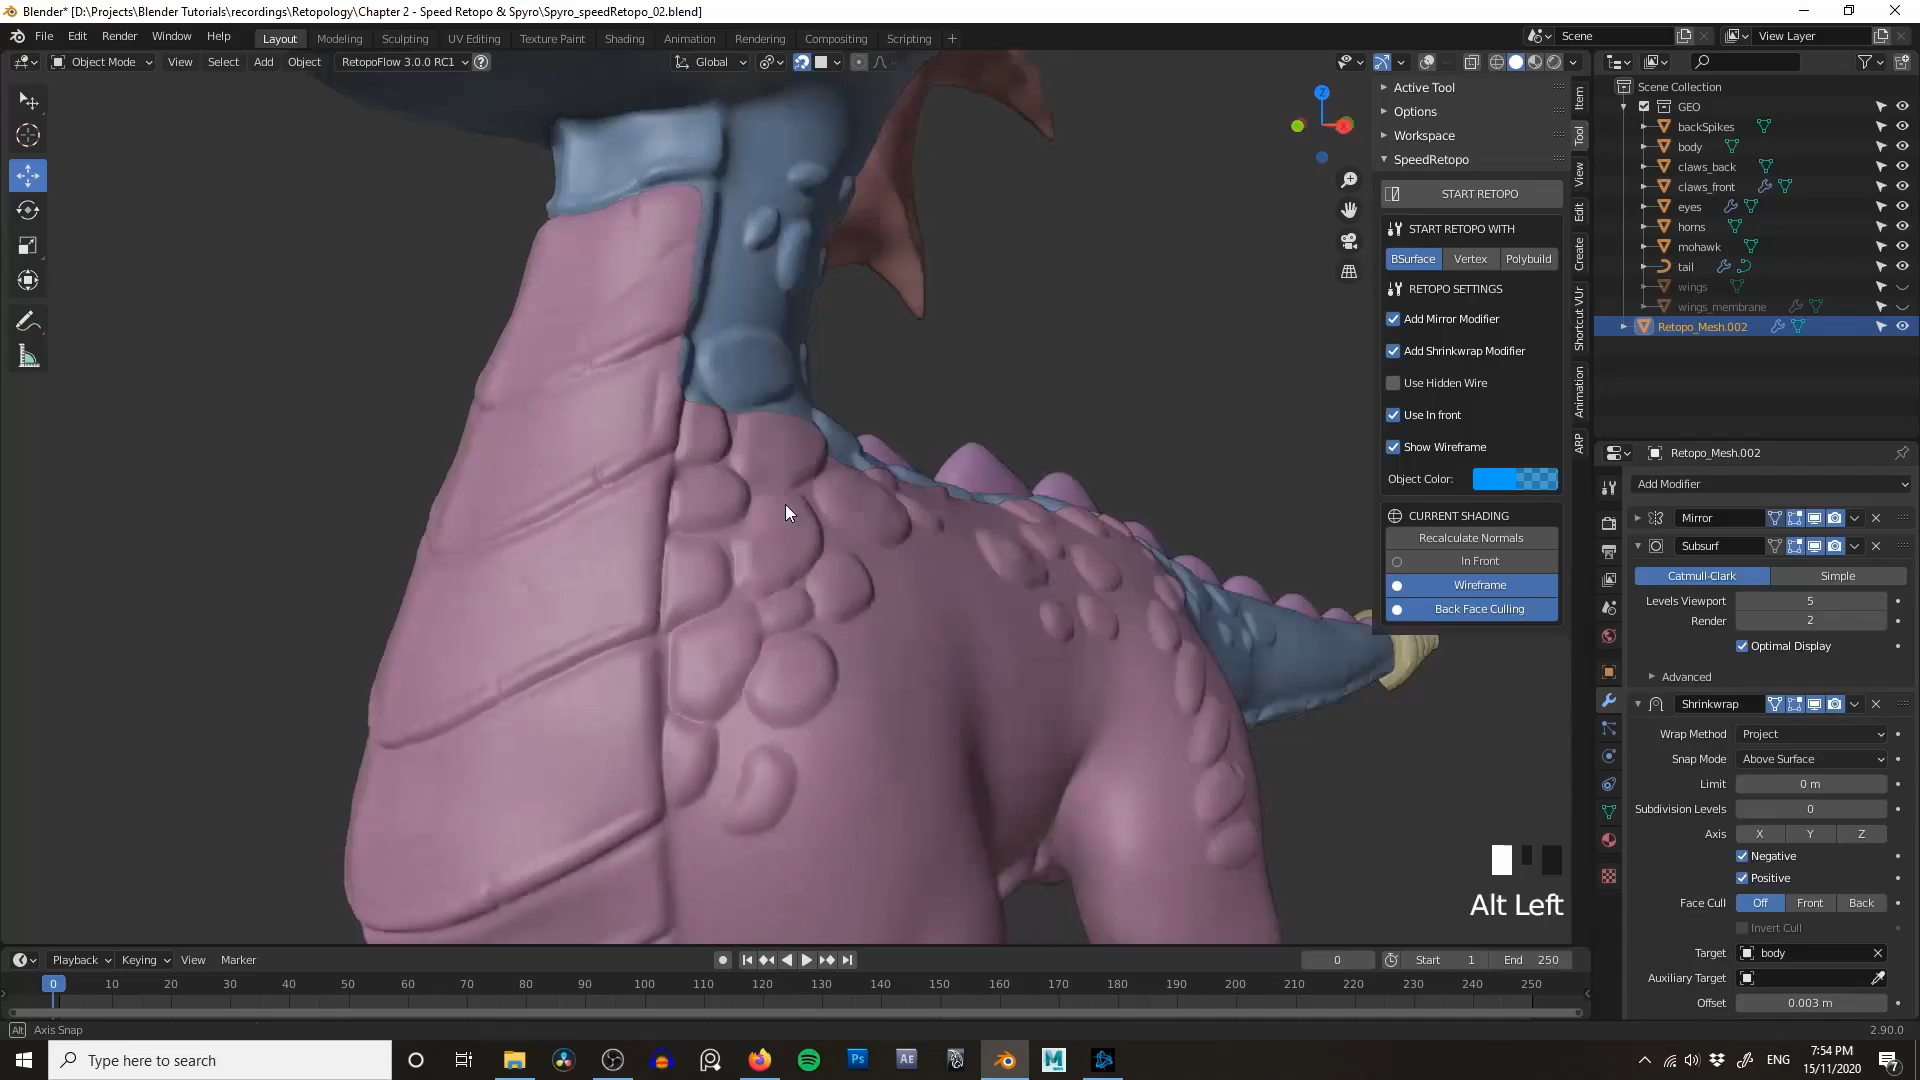 Blender* [D:\Projects\Blender Tutorials\recordings\Retopology\Chapter 2 - Speed Retopo & Spyro\Spyro_speedRetopo_02.blend]
File Edit Render Window Help Layout Modeling Sculpting UV Editing Texture Paint Shading Animation Rendering Compositing Scripting + Scene View Layer
Object Mode View Select Add Object RetopoFlow 3.0.0 RC1 Global
Active Tool
Options
Workspace
SpeedRetopo
START RETOPO
START RETOPO WITH
BSurface Vertex Polybuild
RETOPO SETTINGS
Add Mirror Modifier
Add Shrinkwrap Modifier
Use Hidden Wire
Use In front
Show Wireframe
Object Color:
CURRENT SHADING
Recalculate Normals
In Front
Wireframe
Back Face Culling
Item
Tool
View
Edit
Create
Shortcut VUr
Animation
ARP
Z
X
Scene Collection
GEO
backSpikes
body
claws_back
claws_front
eyes
horns
mohawk
tail
wings
wings_membrane
Retopo_Mesh.002
Retopo_Mesh.002
Add Modifier
Mirror
Subsurf
Catmull-Clark Simple
Levels Viewport 5
Render 2
Optimal Display
Advanced
Shrinkwrap
Wrap Method Project
Snap Mode Above Surface
Limit 0 m
Subdivision Levels 0
Axis X Y Z
Negative
Positive
Face Cull Off Front Back
Invert Cull
Target body
Auxiliary Target
Offset 0.003 m
Alt Left
Playback Keying View Marker 0 Start 1 End 250
0 10 20 30 40 50 60 70 80 90 100 110 120 130 140 150 160 170 180 190 200 210 220 230 240 250
Alt Axis Snap 2.90.0
Type here to search
Ps
Ae
ENG
7:54 PM
15/11/2020
7